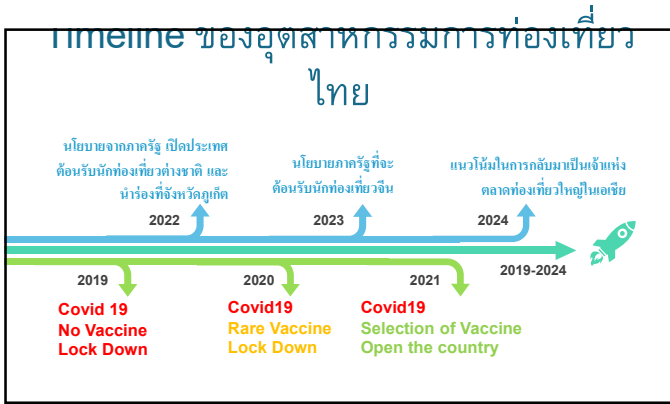 Timeline ของอุตสาหกรรมการท่องเที่ยว
ไทย
นโยบายจากภาครัฐ เปิดประเทศ
ต้อนรับนักท่องเที่ยวต่างชาติ และ
นำร่องที่จังหวัดภูเก็ต
นโยบายภาครัฐที่จะ
ต้อนรับนักท่องเที่ยวจีน
แนวโน้มในการกลับมาเป็นเจ้าแห่ง
ตลาดท่องเที่ยวใหญ่ในเอเชีย
2022
2023
2024
2019-2024
2019
2020
2021
Covid 19
No Vaccine
Lock Down
Covid19
Rare Vaccine
Lock Down
Covid19
Selection of Vaccine
Open the country